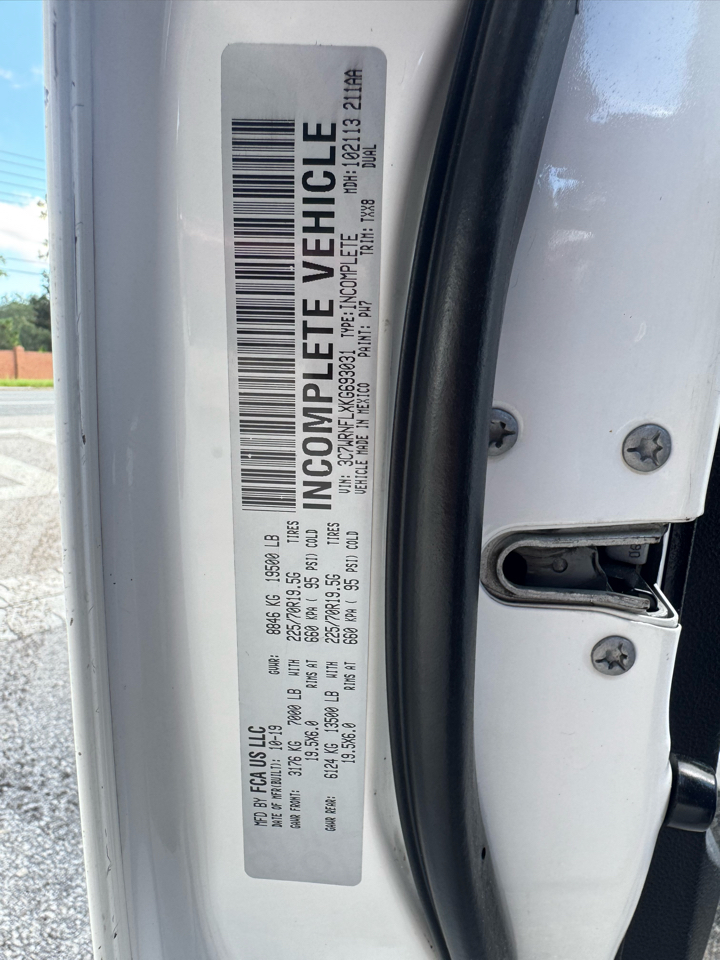 MFD BY FCA US LLC
DATE OF MFR(BUILT): 10-19 GVWR: 8846 KG 19500 LB
GAWR FRONT: 3176 KG 7000 LB WITH 225/70R19.5G TIRES
19.5X6.0 RIMS AT 660 KPA ( 95 PSI) COLD
GAWR REAR: 6124 KG 13500 LB WITH 225/70R19.5G TIRES
19.5X6.0 RIMS AT 660 KPA ( 95 PSI) COLD
INCOMPLETE VEHICLE
VIN: 3C7WRNFLXKG693031 TYPE:INCOMPLETE MDH:102113 211AA
VEHICLE MADE IN MEXICO PAINT: PW7 TRIM: TXX8 DUAL